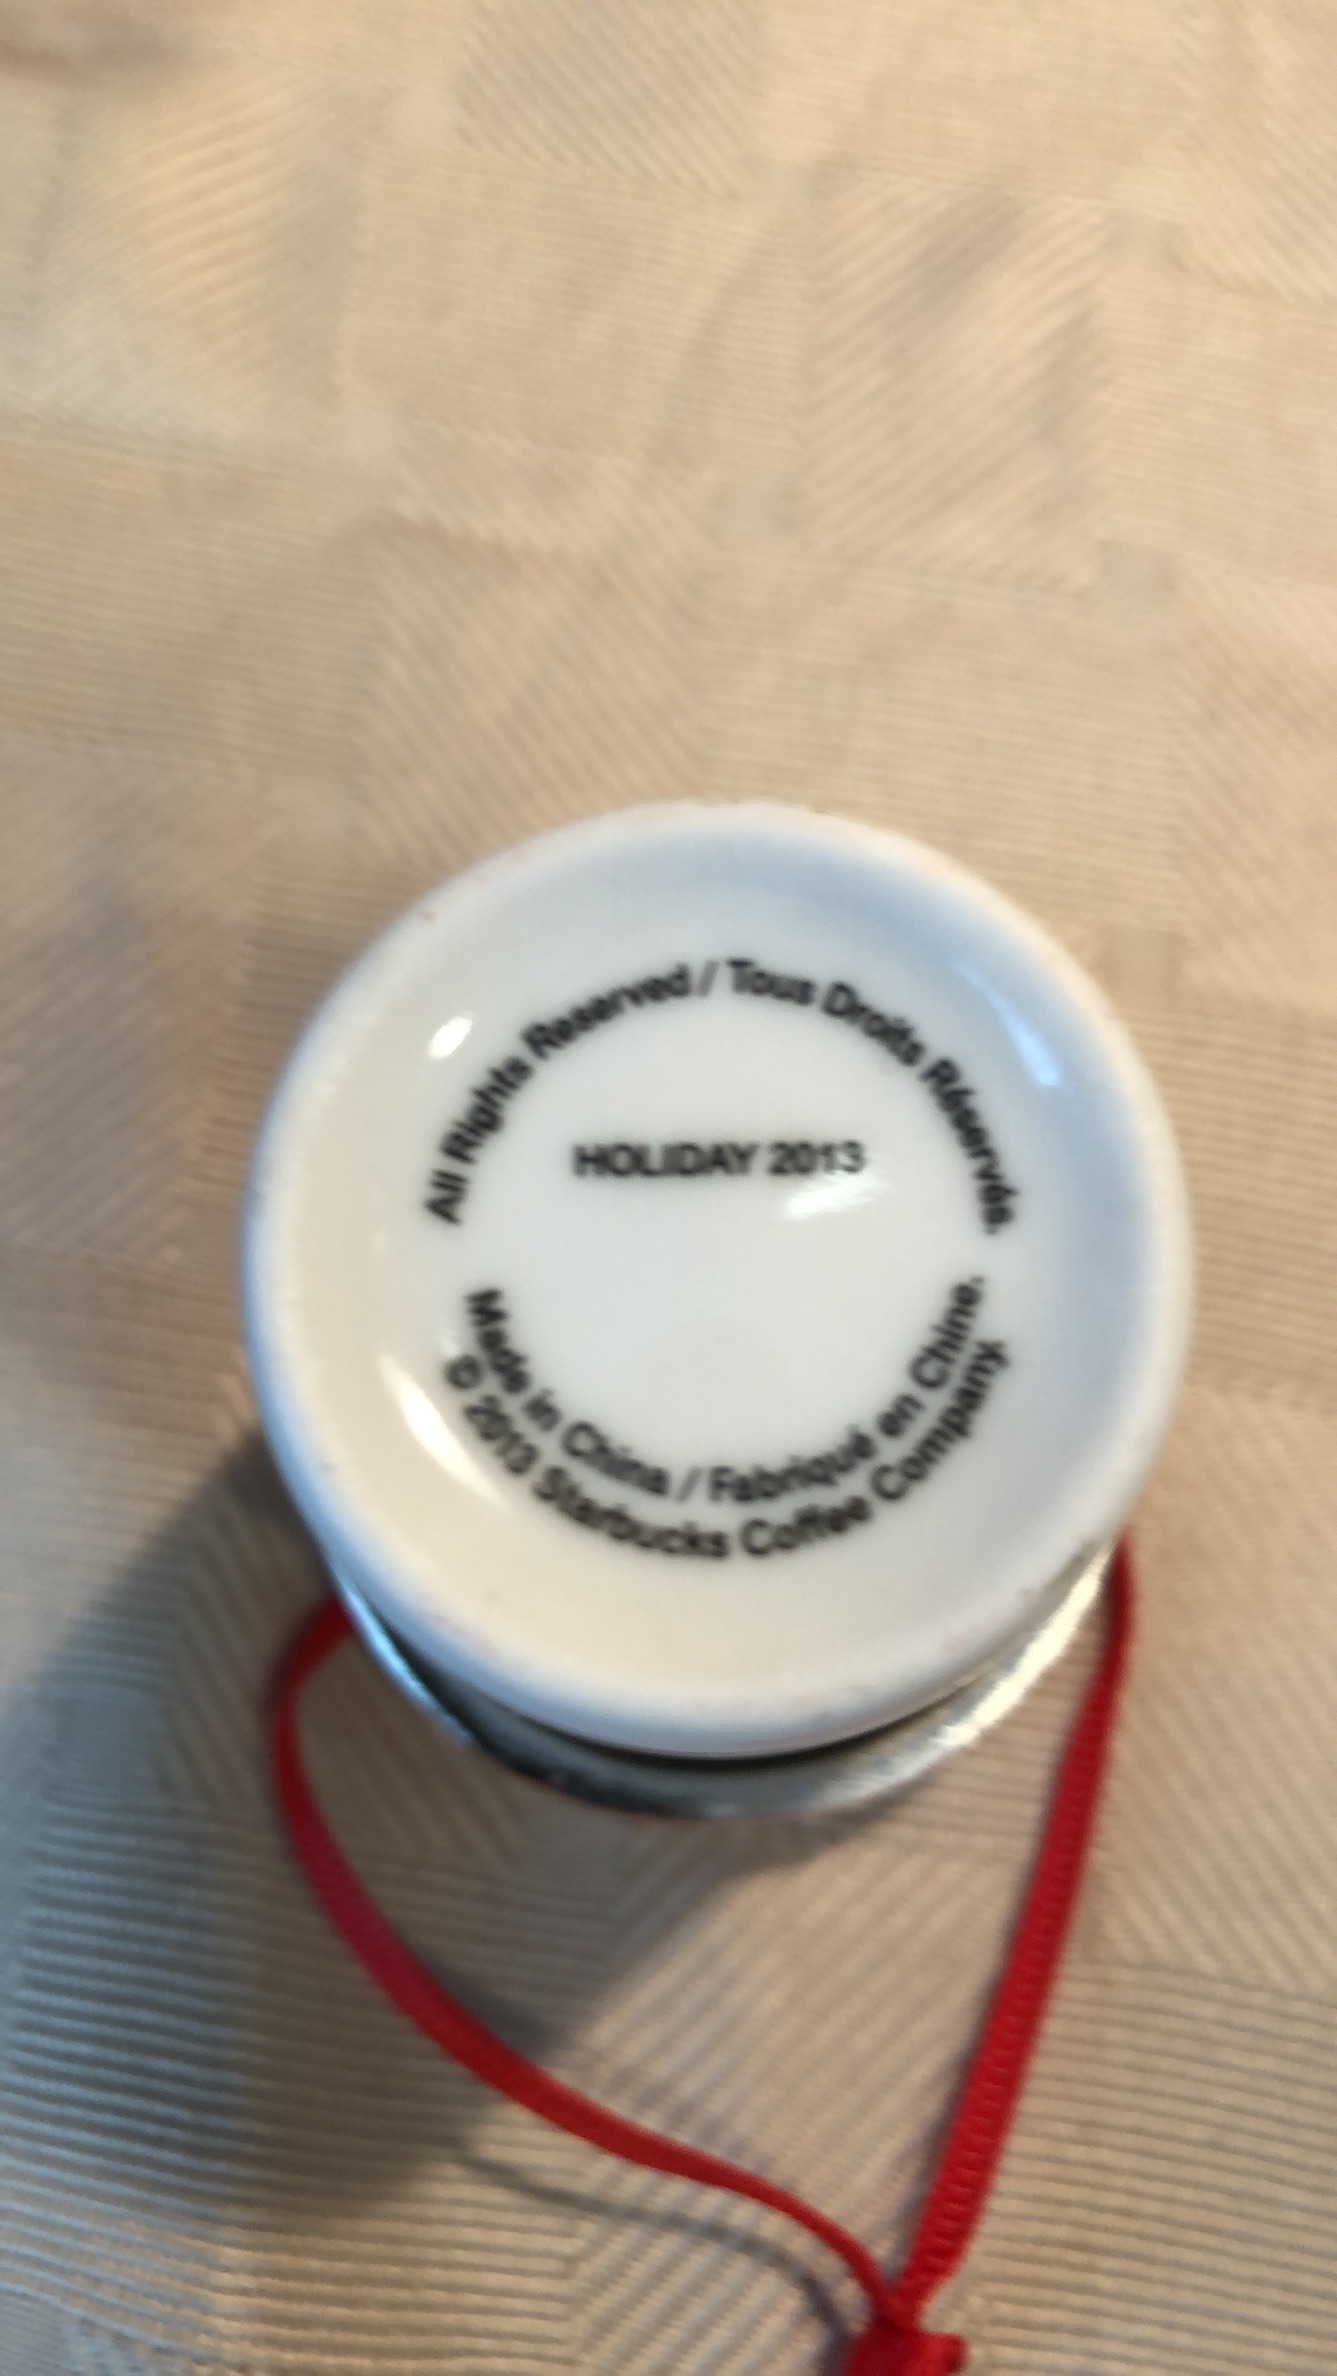 All Rights Reserved / Tous Droits Réservés.
HOLIDAY 2013
Made in China / Fabriqué en Chine.
© 2013 Starbucks Coffee Company.